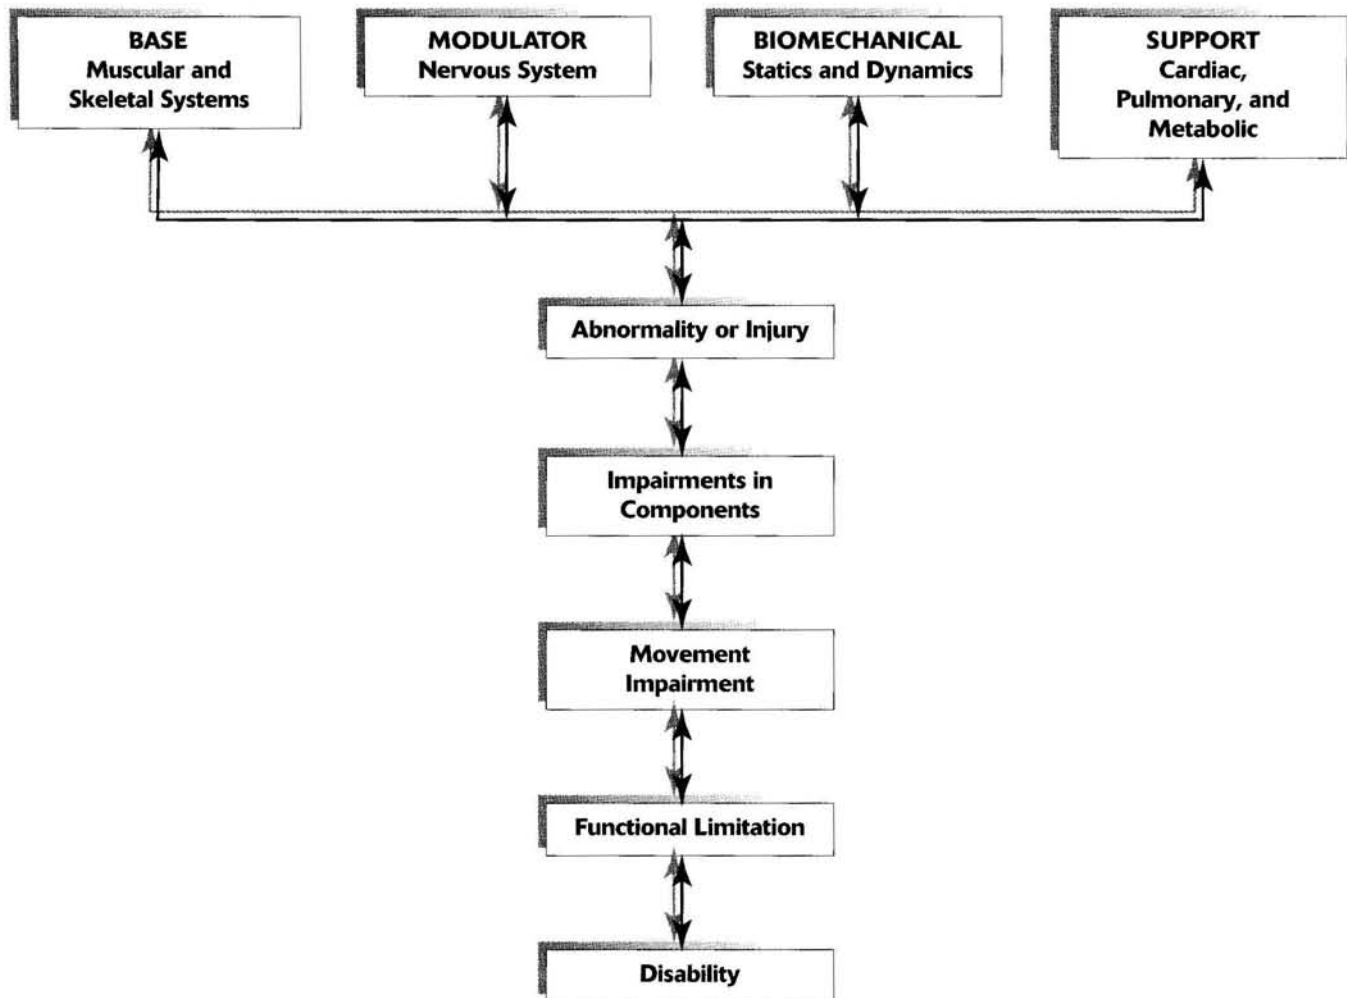 BASE
Muscular and
Skeletal Systems
MODULATOR
Nervous System
BIOMECHANICAL
Statics and Dynamics
SUPPORT
Cardiac,
Pulmonary, and
Metabolic
Abnormality or Injury
Impairments in
Components
Movement
Impairment
Functional Limitation
Disability